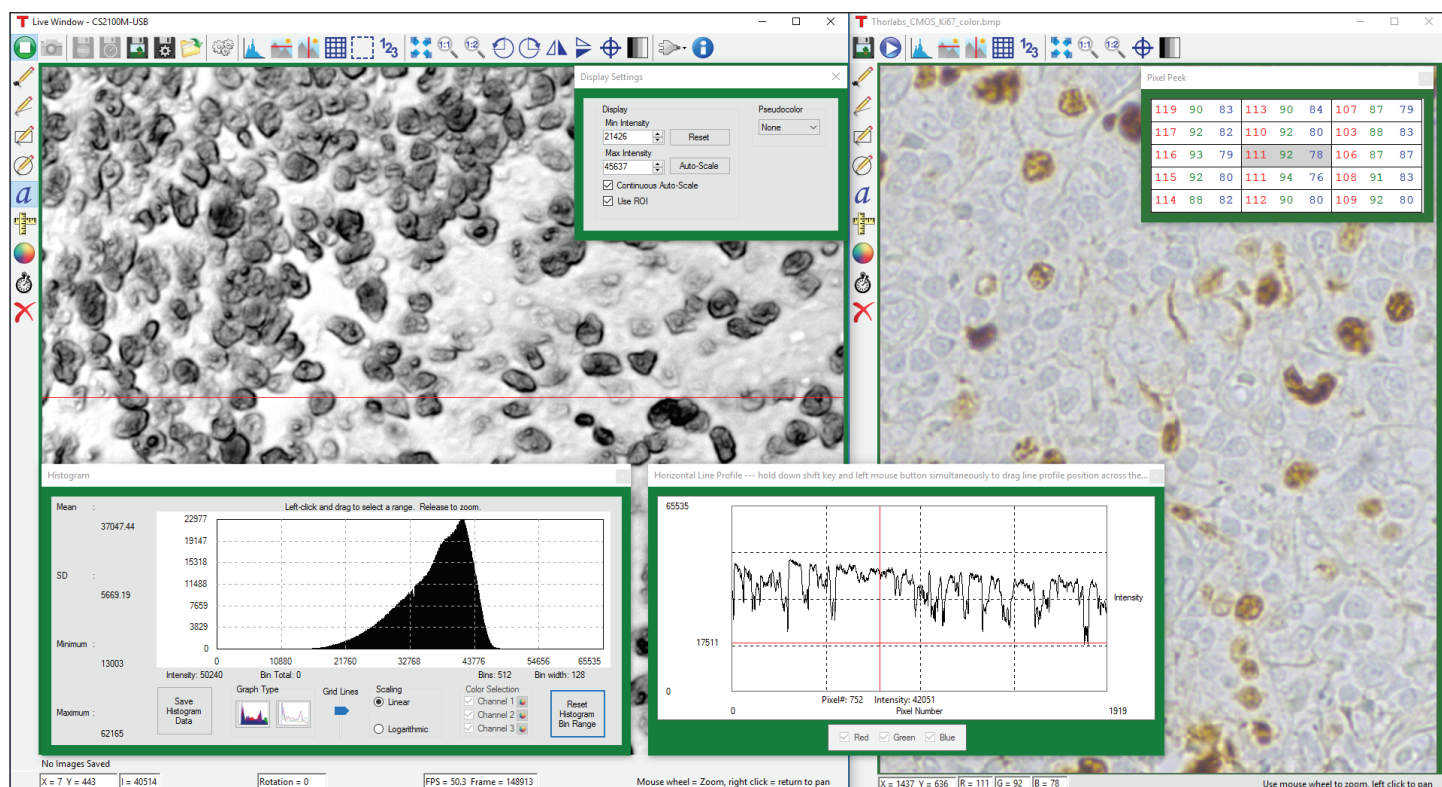 Live Window - CS2100M-USB
1:1 1:2
123
Display Settings
Display
Min Intensity
21426
Reset
Max Intensity
45637
Auto-Scale
Continuous Auto-Scale
Use ROI
Pseudocolor
None
a
Histogram
Left-click and drag to select a range. Release to zoom.
Mean :
37047.44
SD :
5669.19
Minimum :
13003
Maximum :
62165
22977
19147
15318
11488
7659
3829
0
0 10880 21760 32768 43776 54656 65535
Intensity: 50240 Bin Total: 0 Bins: 512 Bin width: 128
Save Histogram Data
Graph Type
Grid Lines
Scaling
Linear
Logarithmic
Color Selection
Channel 1
Channel 2
Channel 3
Reset Histogram Bin Range
No Images Saved
X = 7 Y = 443 I = 40514 Rotation = 0 FPS = 50.3 Frame = 148913 Mouse wheel = Zoom, right click = return to pan
Horizontal Line Profile --- hold down shift key and left mouse button simultaneously to drag line profile position across the...
65535
17511
0
Intensity
Pixel#: 752 Intensity: 42051
0 Pixel Number 1919
Red Green Blue
Thorlabs_CMOS_Ki67_color.bmp
123
1:1 1:2
a
Pixel Peek
119 90 83 113 90 84 107 87 79
117 92 82 110 92 80 103 88 83
116 93 79 111 92 78 106 87 87
115 92 80 111 94 76 108 91 83
114 88 82 112 90 80 109 92 80
X = 1437 Y = 636 R = 111 G = 92 B = 78 Use mouse wheel to zoom, left click to pan